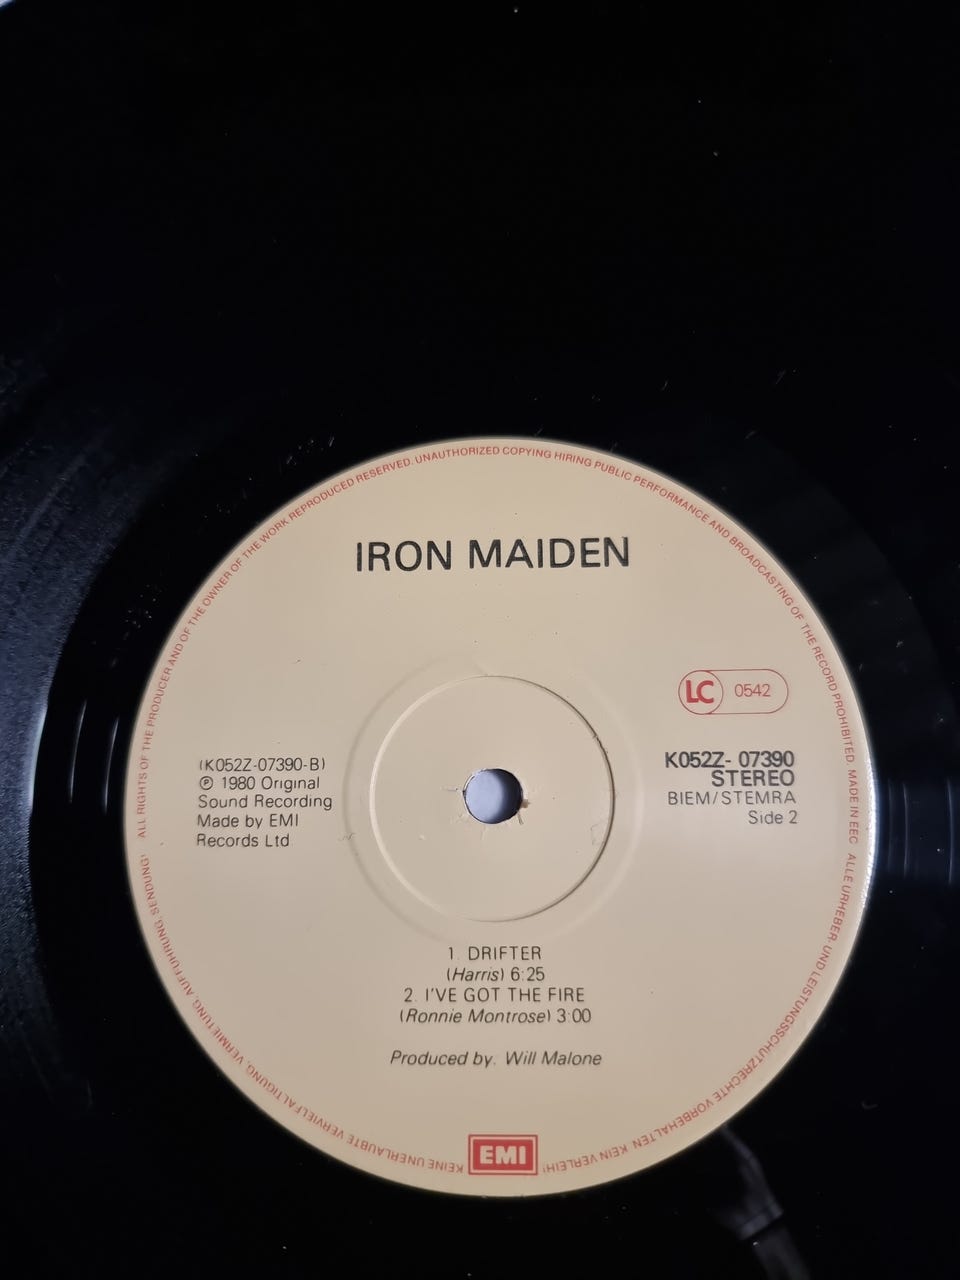 ALL RIGHTS OF THE PRODUCER AND OF THE OWNER OF THE WORK REPRODUCED RESERVED. UNAUTHORIZED COPYING HIRING PUBLIC PERFORMANCE AND BROADCASTING OF THE RECORD PROHIBITED. MADE IN EEC
IRON MAIDEN
LC 0542
(K052Z-07390-B)
℗ 1980 Original
Sound Recording
Made by EMI
Records Ltd
K052Z- 07390
STEREO
BIEM/STEMRA
Side 2
1. DRIFTER
(Harris) 6:25
2. I'VE GOT THE FIRE
(Ronnie Montrose) 3:00
Produced by: Will Malone
EMI
ALLE URHEBER- UND LEISTUNGSSCHUTZRECHTE VORBEHALTEN. KEIN VERLEIH!
KEINE UNERLAUBTE VERVIELFALTIGUNG, VERMIETUNG, AUFFUHRUNG, SENDUNG!